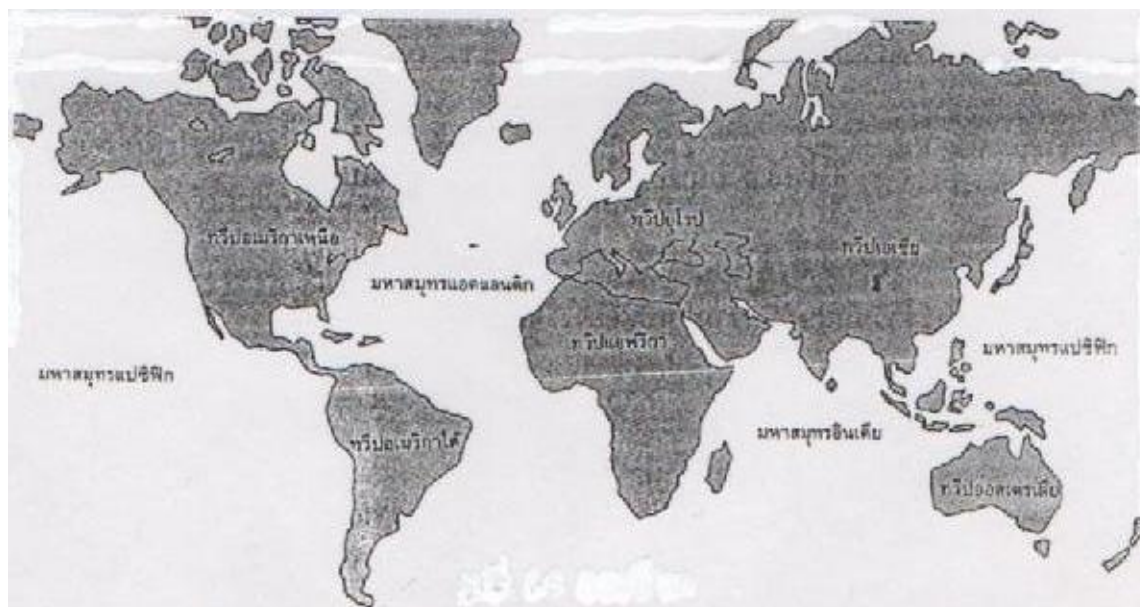 ทวีปยุโรป
ทวีปอเมริกาเหนือ
ทวีปเอเชีย
มหาสมุทรแอตแลนติก
ทวีปแอฟริกา
มหาสมุทรแปซิฟิก
มหาสมุทรแปซิฟิก
ทวีปอเมริกาใต้
มหาสมุทรอินเดีย
ทวีปออสเตรเลีย